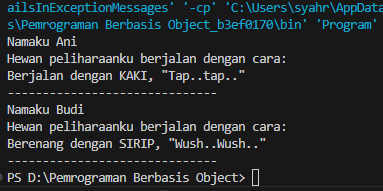 ailsInExceptionMessages' '-cp' 'C:\Users\syahr\AppData
s\Pemrograman Berbasis Object_b3ef0170\bin' 'Program'
Namaku Ani
Hewan peliharaanku berjalan dengan cara:
Berjalan dengan KAKI, "Tap..tap.."
------------------------------
Namaku Budi
Hewan peliharaanku berjalan dengan cara:
Berenang dengan SIRIP, "Wush..Wush.."
------------------------------
PS D:\Pemrograman Berbasis Object>